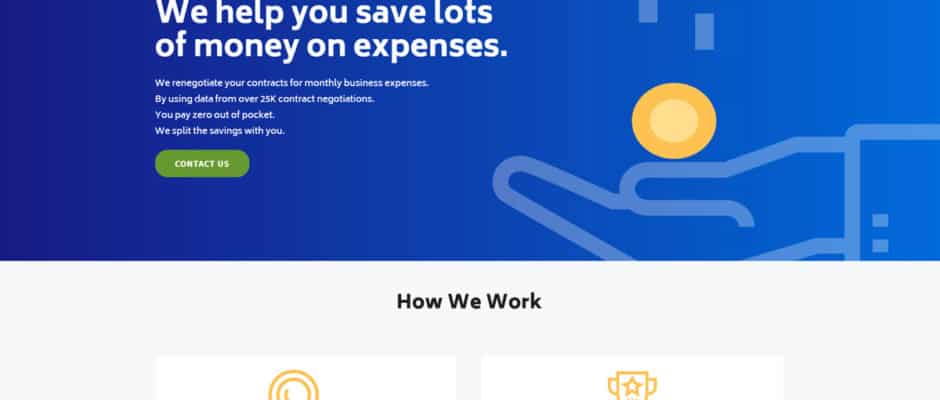 We help you save lots
of money on expenses.
We renegotiate your contracts for monthly business expenses.
By using data from over 25K contract negotiations.
You pay zero out of pocket.
We split the savings with you.
CONTACT US
How We Work